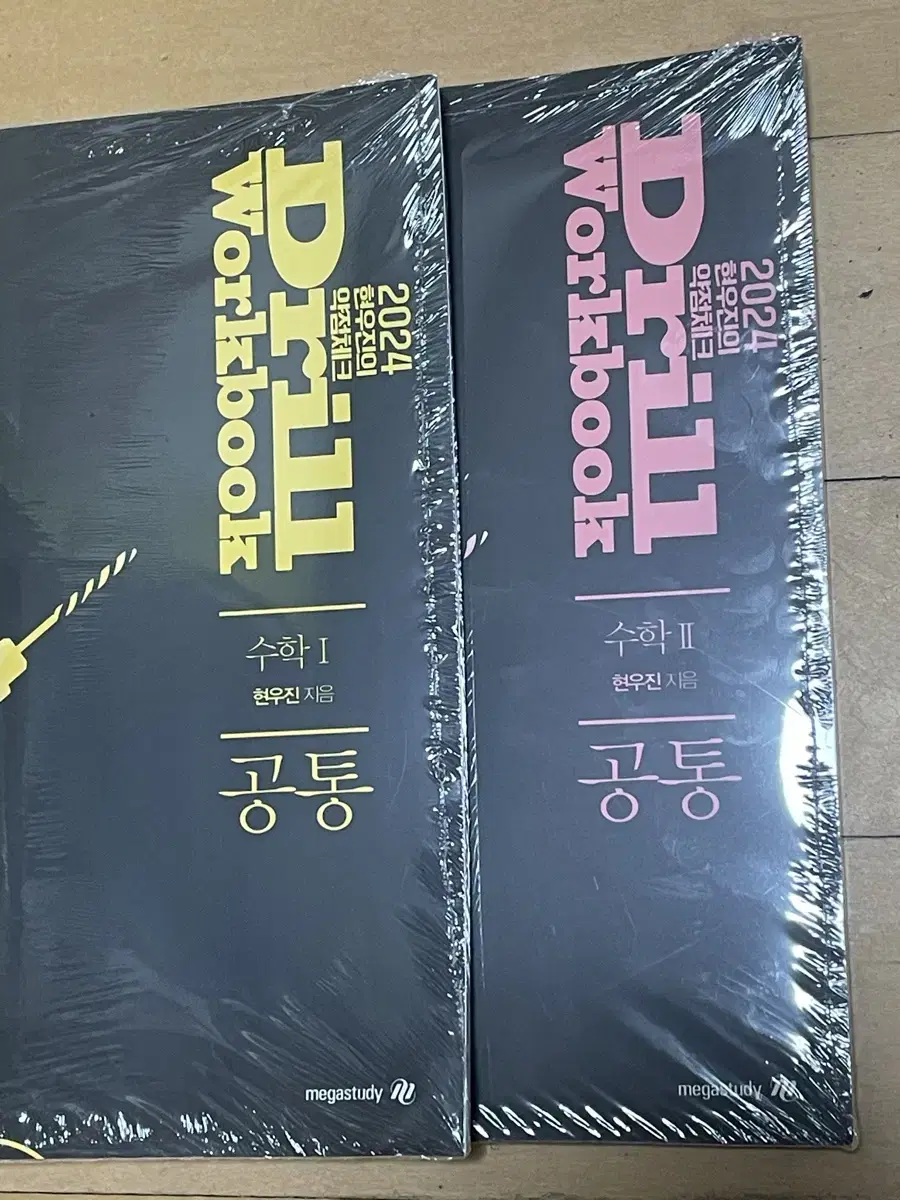 2024
현우진의
약점체크
Drill
Workbook
수학 I
현우진 지음
공통
megastudy
2024
현우진의
약점체크
Drill
Workbook
수학 II
현우진 지음
공통
megastudy